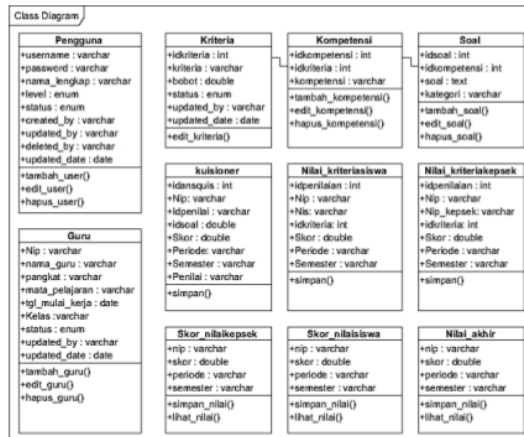 Class Diagram
Pengguna
+username : varchar
+password : varchar
+nama_lengkap : varchar
+level : enum
+status : enum
+created_by : varchar
+updated_by : varchar
+deleted_by : varchar
+updated_date : date
+tambah_user()
+edit_user()
+hapus_user()
Kriteria
+idkriteria : int
+kriteria : varchar
+bobot : double
+status : enum
+updated_by : varchar
+updated_date : date
+edit_kriteria()
Kompetensi
+idkompetensi : int
+idkriteria : int
+kompetensi : varchar
+tambah_kompetensi()
+edit_kompetensi()
+hapus_kompetensi()
Soal
+idsoal : int
+idkompetensi : int
+soal : text
+kategori : varchar
+tambah_soal()
+edit_soal()
+hapus_soal()
kuisioner
+idansquis : int
+Nip: varchar
+Idpenilai : varchar
+idsoal : double
+Skor : double
+Periode: varchar
+Semester : varchar
+Penilai : varchar
+simpan()
Nilai_kriteriasiswa
+idpenilaian : int
+Nip : varchar
+Nis: varchar
+idkriteria: int
+Skor : double
+Periode : varchar
+Semester : varchar
+simpan()
Nilai_kriteriakepsek
+idpenilaian : int
+Nip : varchar
+Nip_kepsek: varchar
+idkriteria: int
+Skor : double
+Periode : varchar
+Semester : varchar
+simpan()
Guru
+Nip : varchar
+nama_guru : varchar
+pangkat : varchar
+mata_pelajaran : varchar
+tgl_mulai_kerja : date
+Kelas :varchar
+status : enum
+updated_by : varchar
+updated_date : date
+tambah_guru()
+edit_guru()
+hapus_guru()
Skor_nilaikepsek
+nip : varchar
+skor : double
+periode : varchar
+semester : varchar
+simpan_nilai()
+lihat_nilai()
Skor_nilaisiswa
+nip : varchar
+skor : double
+periode : varchar
+semester : varchar
+simpan_nilai()
+lihat_nilai()
Nilai_akhir
+nip : varchar
+skor : double
+periode : varchar
+semester : varchar
+simpan_nilai()
+lihat_nilai()